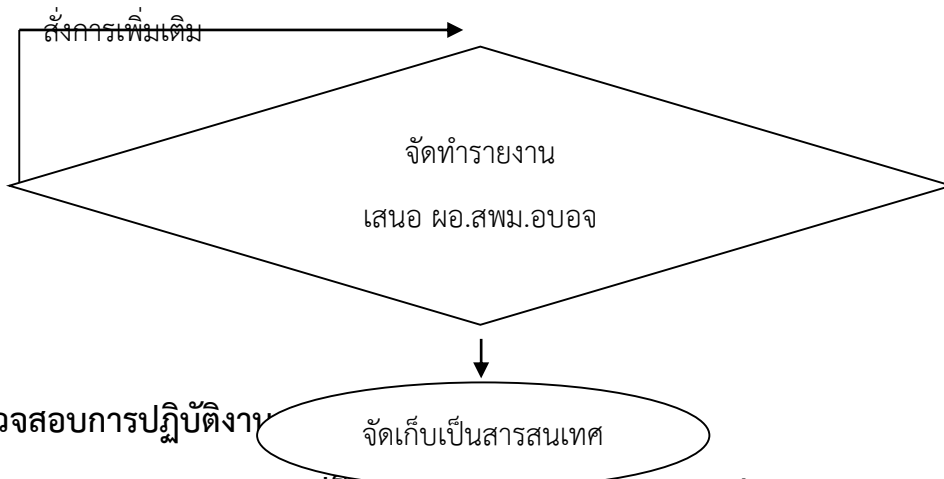 สั่งการเพิ่มเติม
จัดทำรายงาน
เสนอ ผอ.สพม.อบอจ
วจสอบการปฏิบัติงาน
จัดเก็บเป็นสารสนเทศ